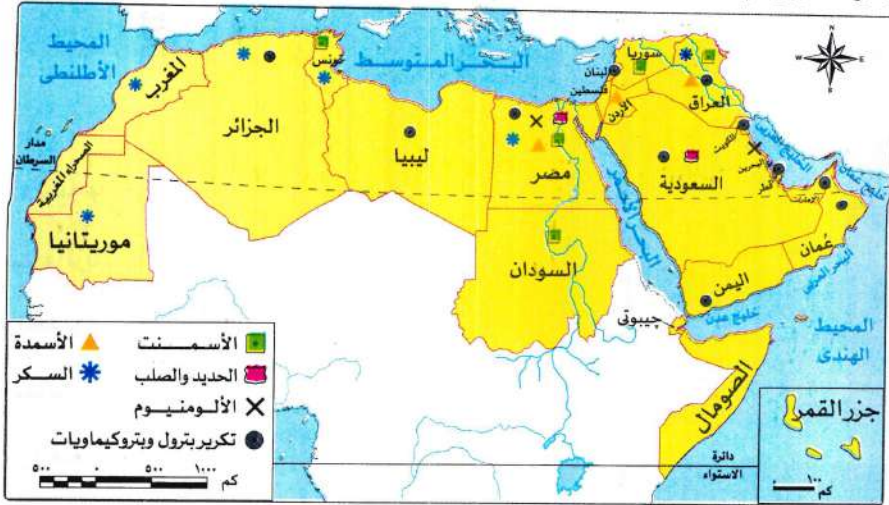 المحيط
الأطلنطى
البحر المتوسط
المغرب
الجزائر
تونس
ليبيا
مصر
السودان
موريتانيا
الصحراء الغربية
مدار
السرطان
سوريا
لبنان
فلسطين
الأردن
العراق
الكويت
البحرين
قطر
الإمارات
السعودية
عُمان
اليمن
جيبوتى
الصومال
البحر الأحمر
خليج عدن
خليج عمان
البحر العربى
المحيط
الهندى
N
W
E
S
جزر القمر
١٠٠
كم
دائرة
الاستواء
الأسمــنت
الأسمدة
الحديد والصلب
السكر
الألومنيوم
تكرير بترول وبتروكيماويات
٥٠٠ ٠ ٥٠٠ ١٠٠٠ كم